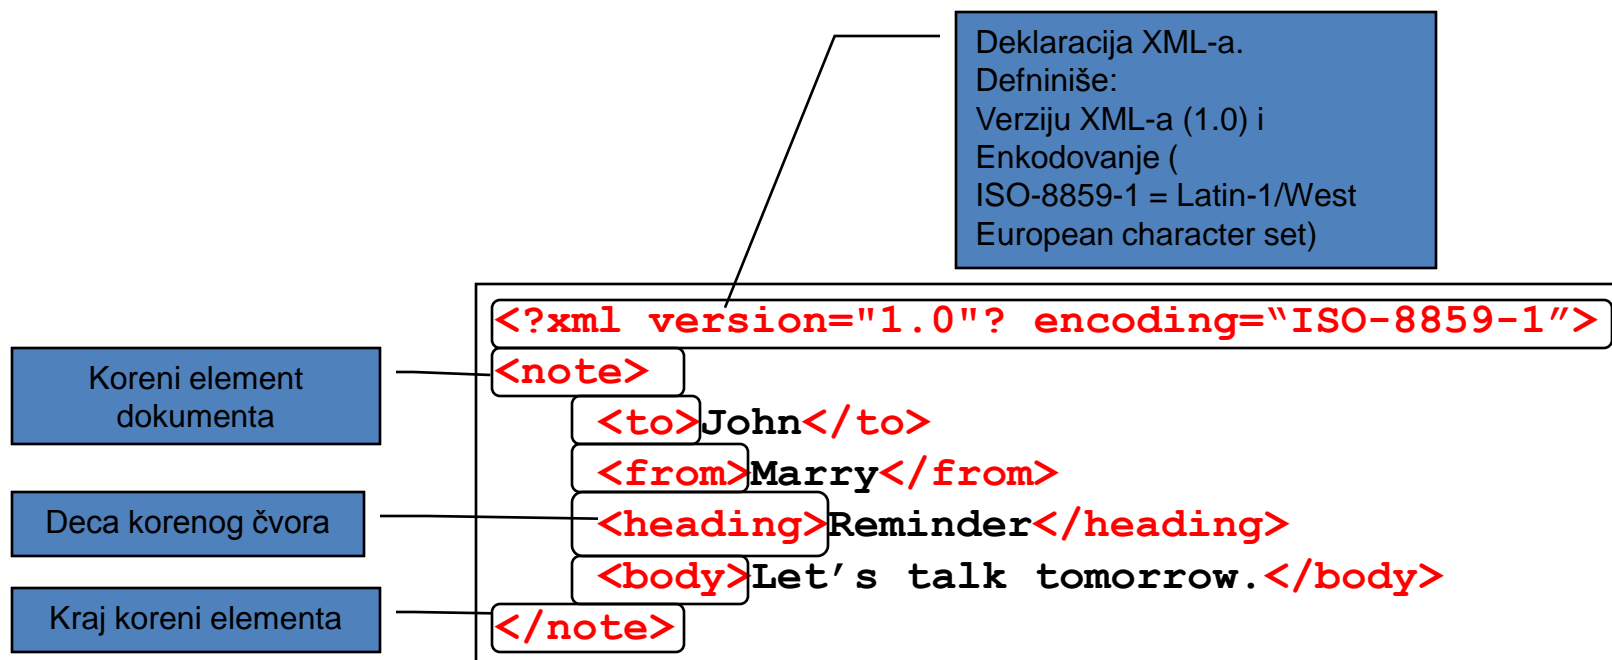 Deklaracija XML-a.
Defniniše:
Verziju XML-a (1.0) i
Enkodovanje (
ISO-8859-1 = Latin-1/West
European character set)
<?xml version="1.0"? encoding=“ISO-8859-1”>
Koreni element
dokumenta
<note>
<to>John</to>
<from>Marry</from>
Deca korenog čvora
<heading>Reminder</heading>
<body>Let’s talk tomorrow.</body>
Kraj koreni elementa
</note>